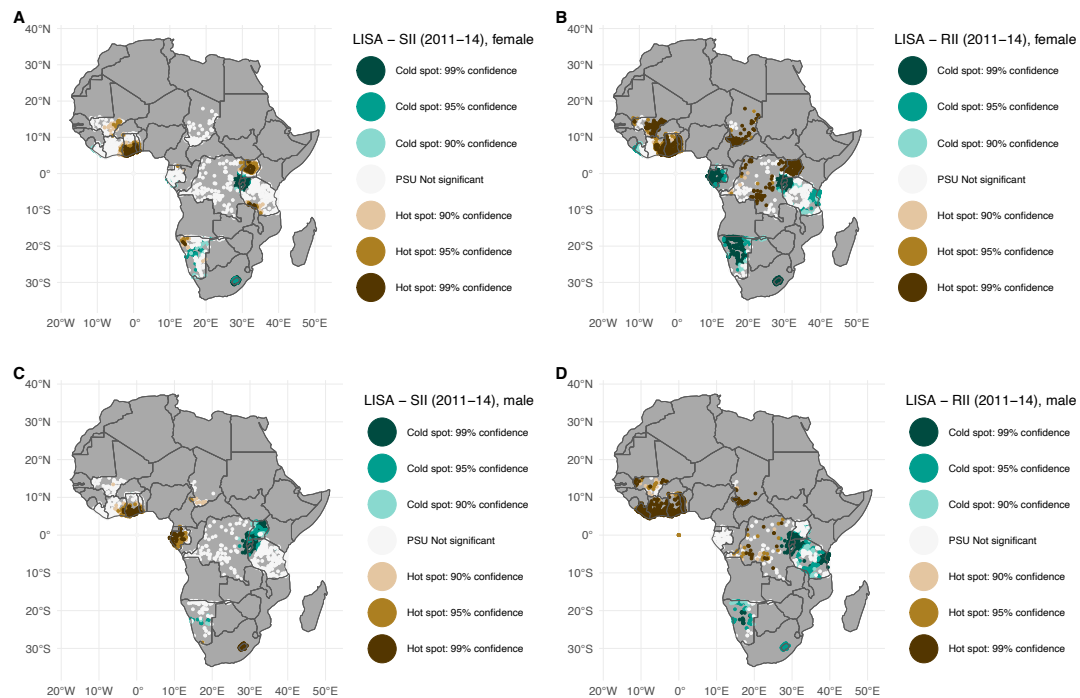 A
LISA – SII (2011–14), female
Cold spot: 99% confidence
Cold spot: 95% confidence
Cold spot: 90% confidence
PSU Not significant
Hot spot: 90% confidence
Hot spot: 95% confidence
Hot spot: 99% confidence
40°N
30°N
20°N
10°N
0°
10°S
20°S
30°S
20°W 10°W 0° 10°E 20°E 30°E 40°E 50°E
B
LISA – RII (2011–14), female
Cold spot: 99% confidence
Cold spot: 95% confidence
Cold spot: 90% confidence
PSU Not significant
Hot spot: 90% confidence
Hot spot: 95% confidence
Hot spot: 99% confidence
40°N
30°N
20°N
10°N
0°
10°S
20°S
30°S
20°W 10°W 0° 10°E 20°E 30°E 40°E 50°E
C
LISA – SII (2011–14), male
Cold spot: 99% confidence
Cold spot: 95% confidence
Cold spot: 90% confidence
PSU Not significant
Hot spot: 90% confidence
Hot spot: 95% confidence
Hot spot: 99% confidence
40°N
30°N
20°N
10°N
0°
10°S
20°S
30°S
20°W 10°W 0° 10°E 20°E 30°E 40°E 50°E
D
LISA – RII (2011–14), male
Cold spot: 99% confidence
Cold spot: 95% confidence
Cold spot: 90% confidence
PSU Not significant
Hot spot: 90% confidence
Hot spot: 95% confidence
Hot spot: 99% confidence
40°N
30°N
20°N
10°N
0°
10°S
20°S
30°S
20°W 10°W 0° 10°E 20°E 30°E 40°E 50°E